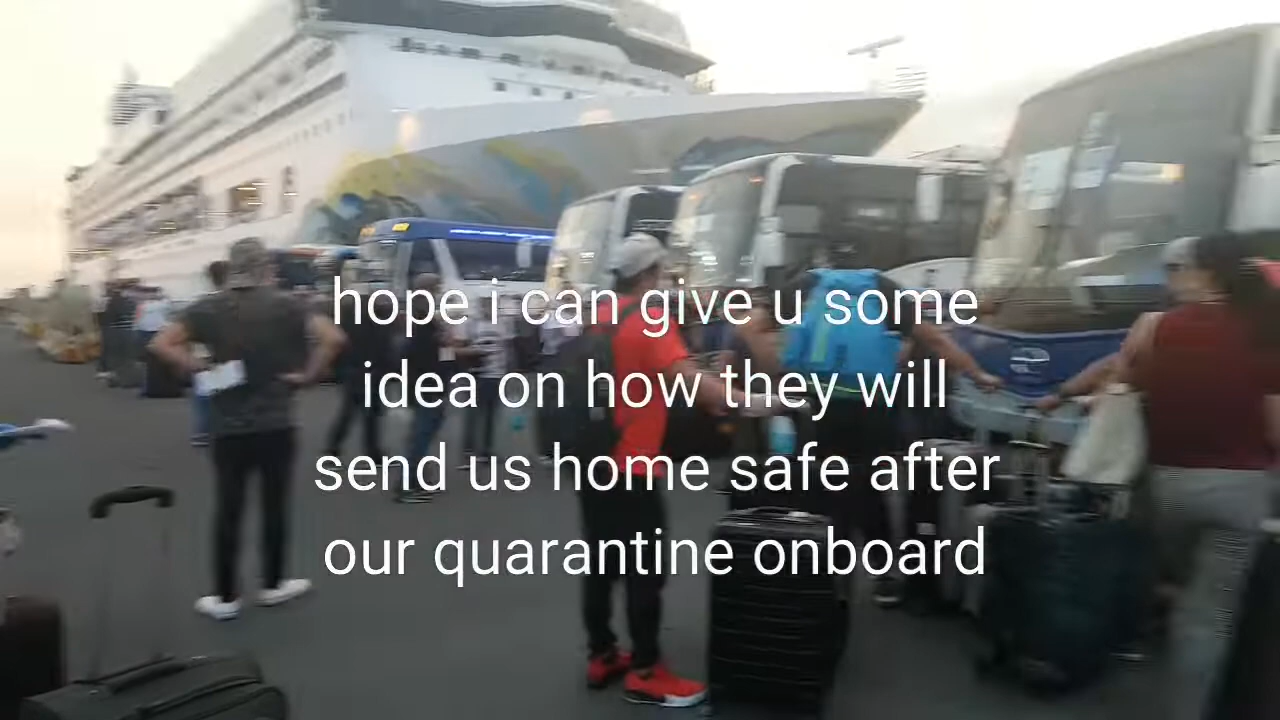 hope i can give u some
idea on how they will
send us home safe after
our quarantine onboard